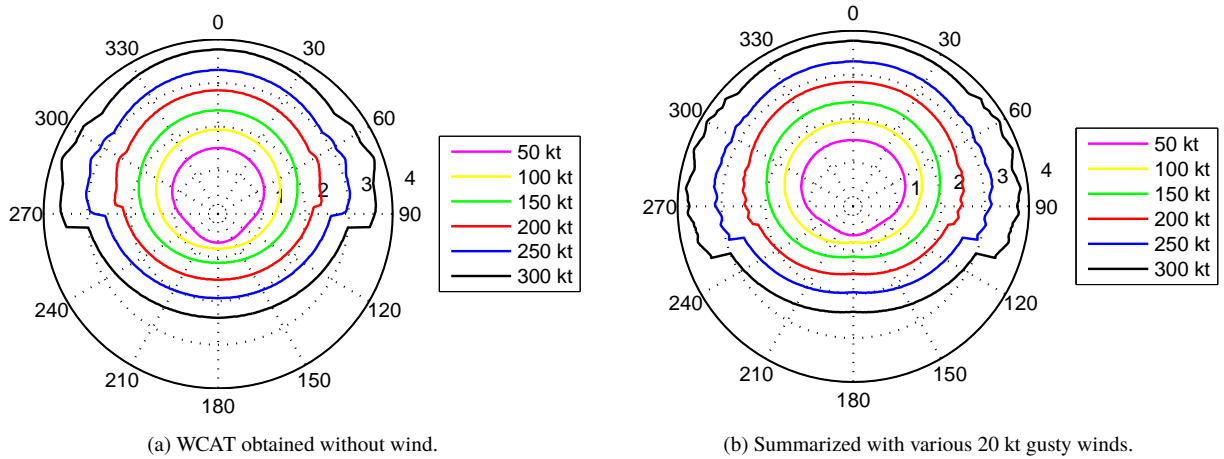 0
330 30
300 60
270 90
240 120
210 150
180
1 2 3 4
50 kt
100 kt
150 kt
200 kt
250 kt
300 kt
(a) WCAT obtained without wind.
0
330 30
300 60
270 90
240 120
210 150
180
1 2 3 4
50 kt
100 kt
150 kt
200 kt
250 kt
300 kt
(b) Summarized with various 20 kt gusty winds.